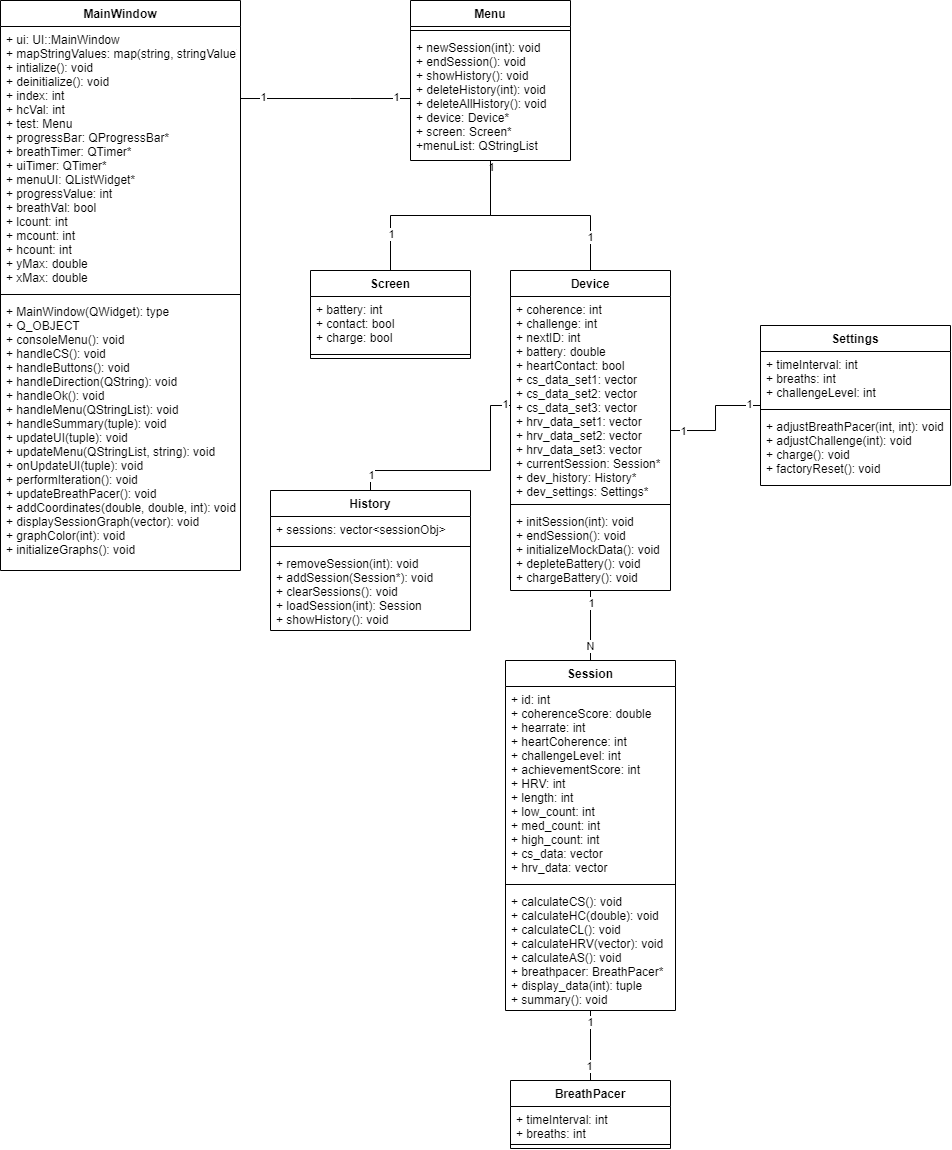 MainWindow
+ ui: UI::MainWindow
+ mapStringValues: map(string, stringValue
+ intialize(): void
+ deinitialize(): void
+ index: int
+ hcVal: int
+ test: Menu
+ progressBar: QProgressBar*
+ breathTimer: QTimer*
+ uiTimer: QTimer*
+ menuUI: QListWidget*
+ progressValue: int
+ breathVal: bool
+ lcount: int
+ mcount: int
+ hcount: int
+ yMax: double
+ xMax: double
+ MainWindow(QWidget): type
+ Q_OBJECT
+ consoleMenu(): void
+ handleCS(): void
+ handleButtons(): void
+ handleDirection(QString): void
+ handleOk(): void
+ handleMenu(QStringList): void
+ handleSummary(tuple): void
+ updateUI(tuple): void
+ updateMenu(QStringList, string): void
+ onUpdateUI(tuple): void
+ performIteration(): void
+ updateBreathPacer(): void
+ addCoordinates(double, double, int): void
+ displaySessionGraph(vector): void
+ graphColor(int): void
+ initializeGraphs(): void
1
1
Menu
+ newSession(int): void
+ endSession(): void
+ showHistory(): void
+ deleteHistory(int): void
+ deleteAllHistory(): void
+ device: Device*
+ screen: Screen*
+menuList: QStringList
1
1
1
Screen
+ battery: int
+ contact: bool
+ charge: bool
Device
+ coherence: int
+ challenge: int
+ nextID: int
+ battery: double
+ heartContact: bool
+ cs_data_set1: vector
+ cs_data_set2: vector
+ cs_data_set3: vector
+ hrv_data_set1: vector
+ hrv_data_set2: vector
+ hrv_data_set3: vector
+ currentSession: Session*
+ dev_history: History*
+ dev_settings: Settings*
+ initSession(int): void
+ endSession(): void
+ initializeMockData(): void
+ depleteBattery(): void
+ chargeBattery(): void
1
1
Settings
+ timeInterval: int
+ breaths: int
+ challengeLevel: int
+ adjustBreathPacer(int, int): void
+ adjustChallenge(int): void
+ charge(): void
+ factoryReset(): void
1
1
History
+ sessions: vector<sessionObj>
+ removeSession(int): void
+ addSession(Session*): void
+ clearSessions(): void
+ loadSession(int): Session
+ showHistory(): void
1
N
Session
+ id: int
+ coherenceScore: double
+ hearrate: int
+ heartCoherence: int
+ challengeLevel: int
+ achievementScore: int
+ HRV: int
+ length: int
+ low_count: int
+ med_count: int
+ high_count: int
+ cs_data: vector
+ hrv_data: vector
+ calculateCS(): void
+ calculateHC(double): void
+ calculateCL(): void
+ calculateHRV(vector): void
+ calculateAS(): void
+ breathpacer: BreathPacer*
+ display_data(int): tuple
+ summary(): void
1
1
BreathPacer
+ timeInterval: int
+ breaths: int